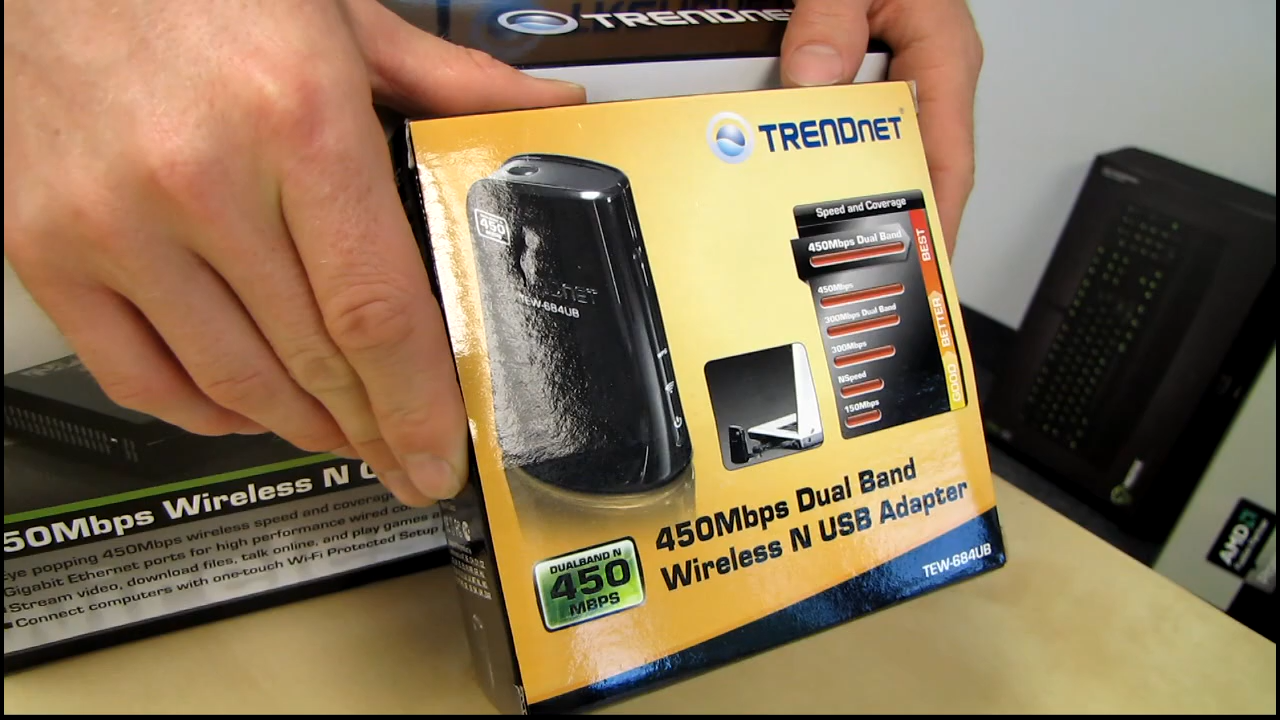 TRENDNET
TRENDNET
450
TRENDNET
TEW-684UB
Speed and Coverage
450Mbps Dual Band
450Mbps
300Mbps Dual Band
300Mbps
NSpeed
150Mbps
BEST
BETTER
GOOD
450Mbps Dual Band
Wireless N USB Adapter
TEW-684UB
DUALBAND N
450
MBPS
50Mbps Wireless N
Eye popping 450Mbps wireless speed and coverage
Gigabit Ethernet ports for high performance wired
Stream video, download files, talk online, and play games
Connect computers with one-touch Wi-Fi Protected Setup
AMD